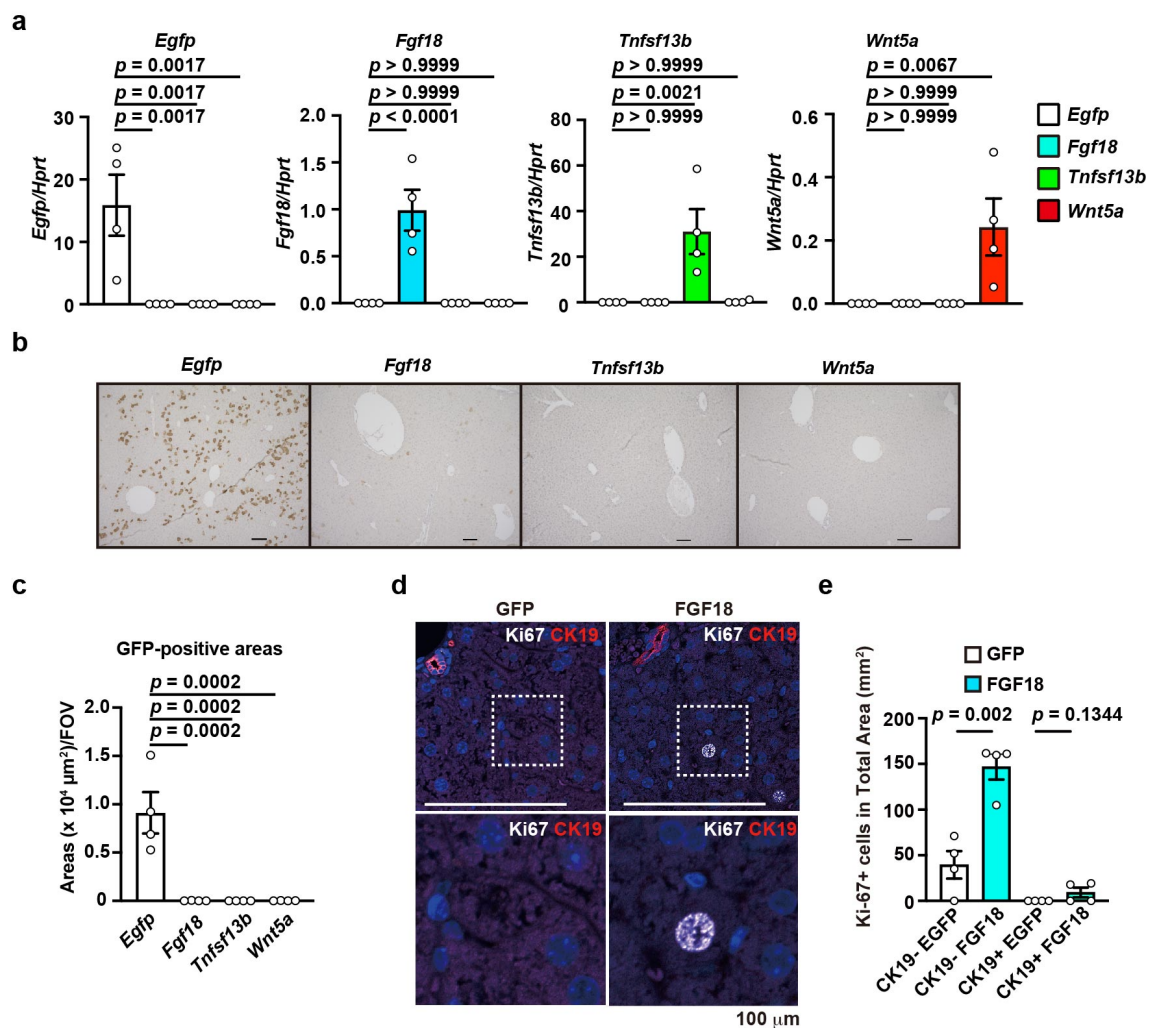 a
Egfp
p = 0.0017
p = 0.0017
p = 0.0017
30
20
10
0
Egfp/Hprt
Fgf18
p > 0.9999
p > 0.9999
p < 0.0001
2.0
1.5
1.0
0.5
0.0
Fgf18/Hprt
Tnfsf13b
p > 0.9999
p = 0.0021
p > 0.9999
80
60
40
20
0
Tnfsf13b/Hprt
Wnt5a
p = 0.0067
p > 0.9999
p > 0.9999
0.6
0.4
0.2
0.0
Wnt5a/Hprt
Egfp
Fgf18
Tnfsf13b
Wnt5a
b
Egfp
Fgf18
Tnfsf13b
Wnt5a
c
GFP-positive areas
p = 0.0002
p = 0.0002
p = 0.0002
2.0
1.5
1.0
0.5
0
Areas (x 10⁴ µm²)/FOV
Egfp
Fgf18
Tnfsf13b
Wnt5a
d
GFP
FGF18
Ki67 CK19
Ki67 CK19
Ki67 CK19
Ki67 CK19
100 µm
e
GFP
FGF18
p = 0.002
p = 0.1344
200
150
100
50
0
Ki-67+ cells in Total Area (mm²)
CK19- EGFP
CK19- FGF18
CK19+ EGFP
CK19+ FGF18